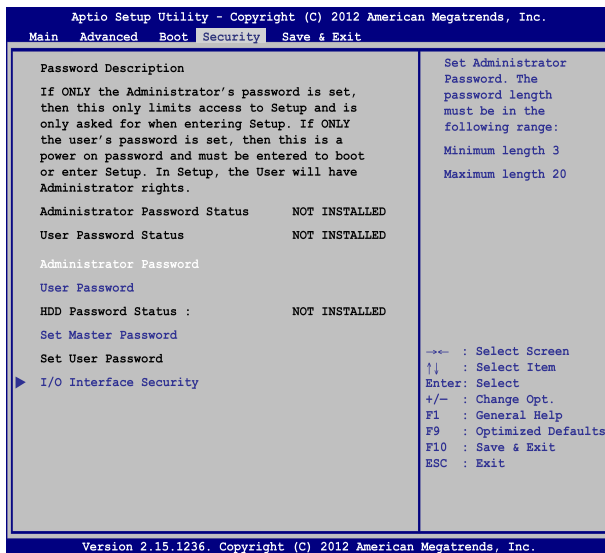 Aptio Setup Utility - Copyright (C) 2012 American Megatrends, Inc.
Main Advanced Boot Security Save & Exit
Password Description
If ONLY the Administrator's password is set,
then this only limits access to Setup and is
only asked for when entering Setup. If ONLY
the user's password is set, then this is a
power on password and must be entered to boot
or enter Setup. In Setup, the User will have
Administrator rights.
Administrator Password Status NOT INSTALLED
User Password Status NOT INSTALLED
Administrator Password
User Password
HDD Password Status : NOT INSTALLED
Set Master Password
Set User Password
I/O Interface Security
Set Administrator
Password. The
password length
must be in the
following range:
Minimum length 3
Maximum length 20
→← : Select Screen
↑↓ : Select Item
Enter: Select
+/— : Change Opt.
F1 : General Help
F9 : Optimized Defaults
F10 : Save & Exit
ESC : Exit
Version 2.15.1236. Copyright (C) 2012 American Megatrends, Inc.